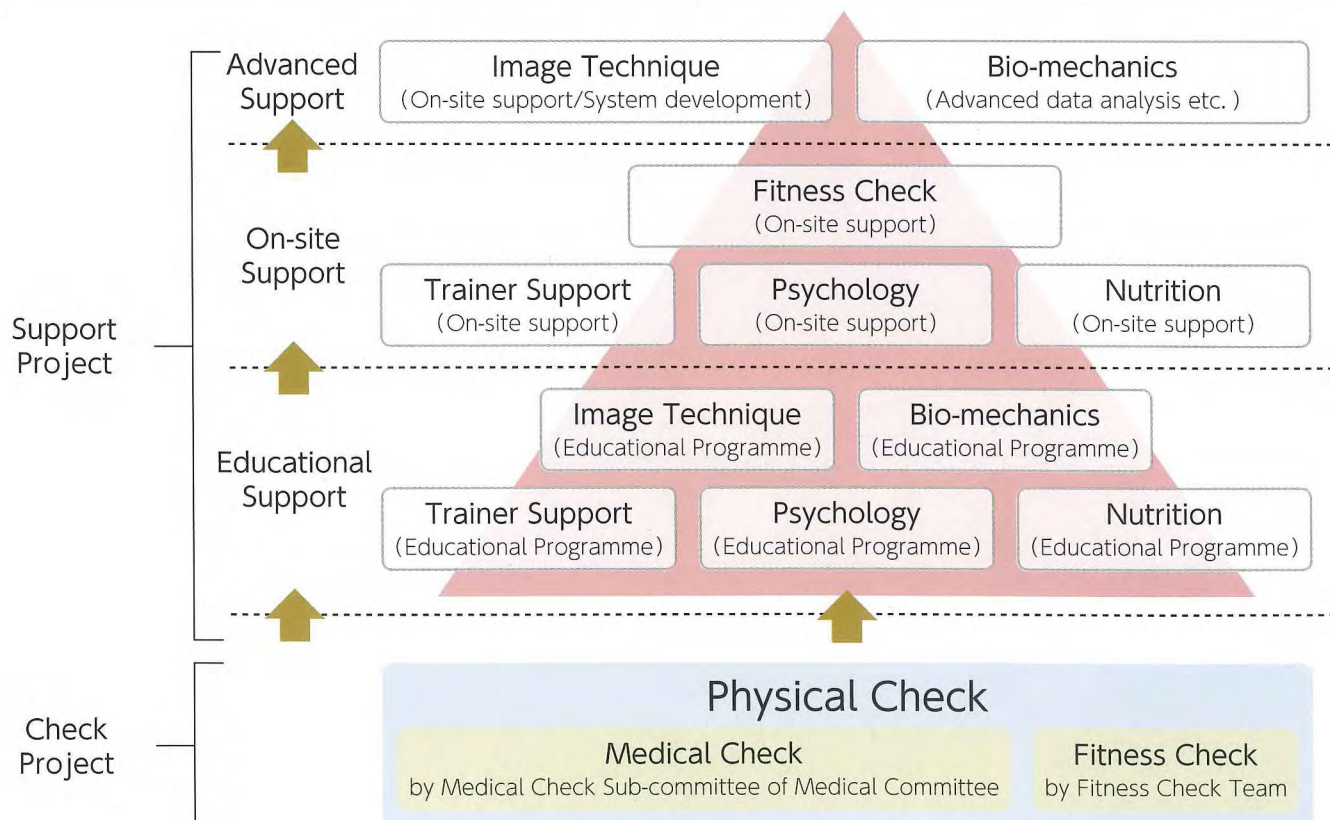 Advanced
Support
Image Technique
(On-site support/System development)
Bio-mechanics
(Advanced data analysis etc.)
On-site
Support
Fitness Check
(On-site support)
Trainer Support
(On-site support)
Psychology
(On-site support)
Nutrition
(On-site support)
Support
Project
Educational
Support
Image Technique
(Educational Programme)
Bio-mechanics
(Educational Programme)
Trainer Support
(Educational Programme)
Psychology
(Educational Programme)
Nutrition
(Educational Programme)
Check
Project
Physical Check
Medical Check
by Medical Check Sub-committee of Medical Committee
Fitness Check
by Fitness Check Team